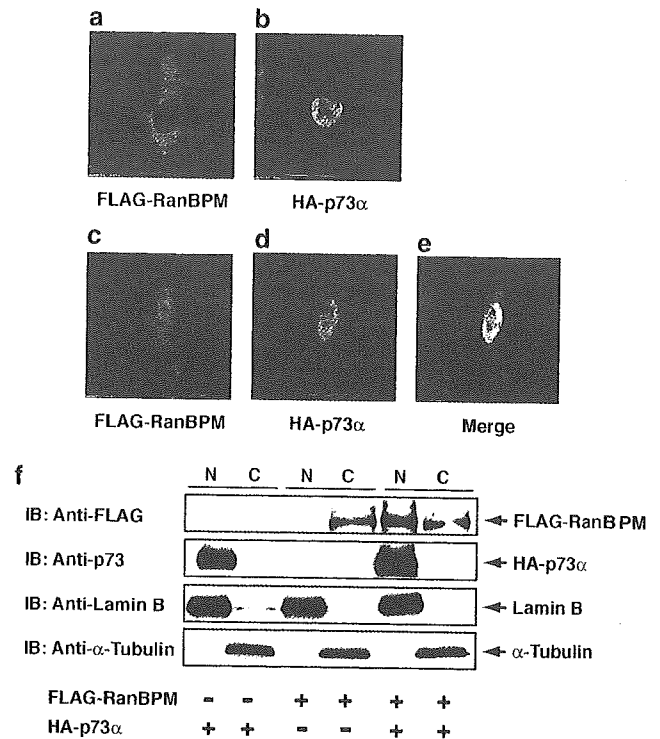 a
b
FLAG-RanBPM
HA-p73α
c
d
e
FLAG-RanBPM
HA-p73α
Merge
f
N C N C N C
IB: Anti-FLAG
FLAG-RanBPM
IB: Anti-p73
HA-p73α
IB: Anti-Lamin B
Lamin B
IB: Anti-α-Tubulin
α-Tubulin
FLAG-RanBPM - - + + + +
HA-p73α + + - - + +